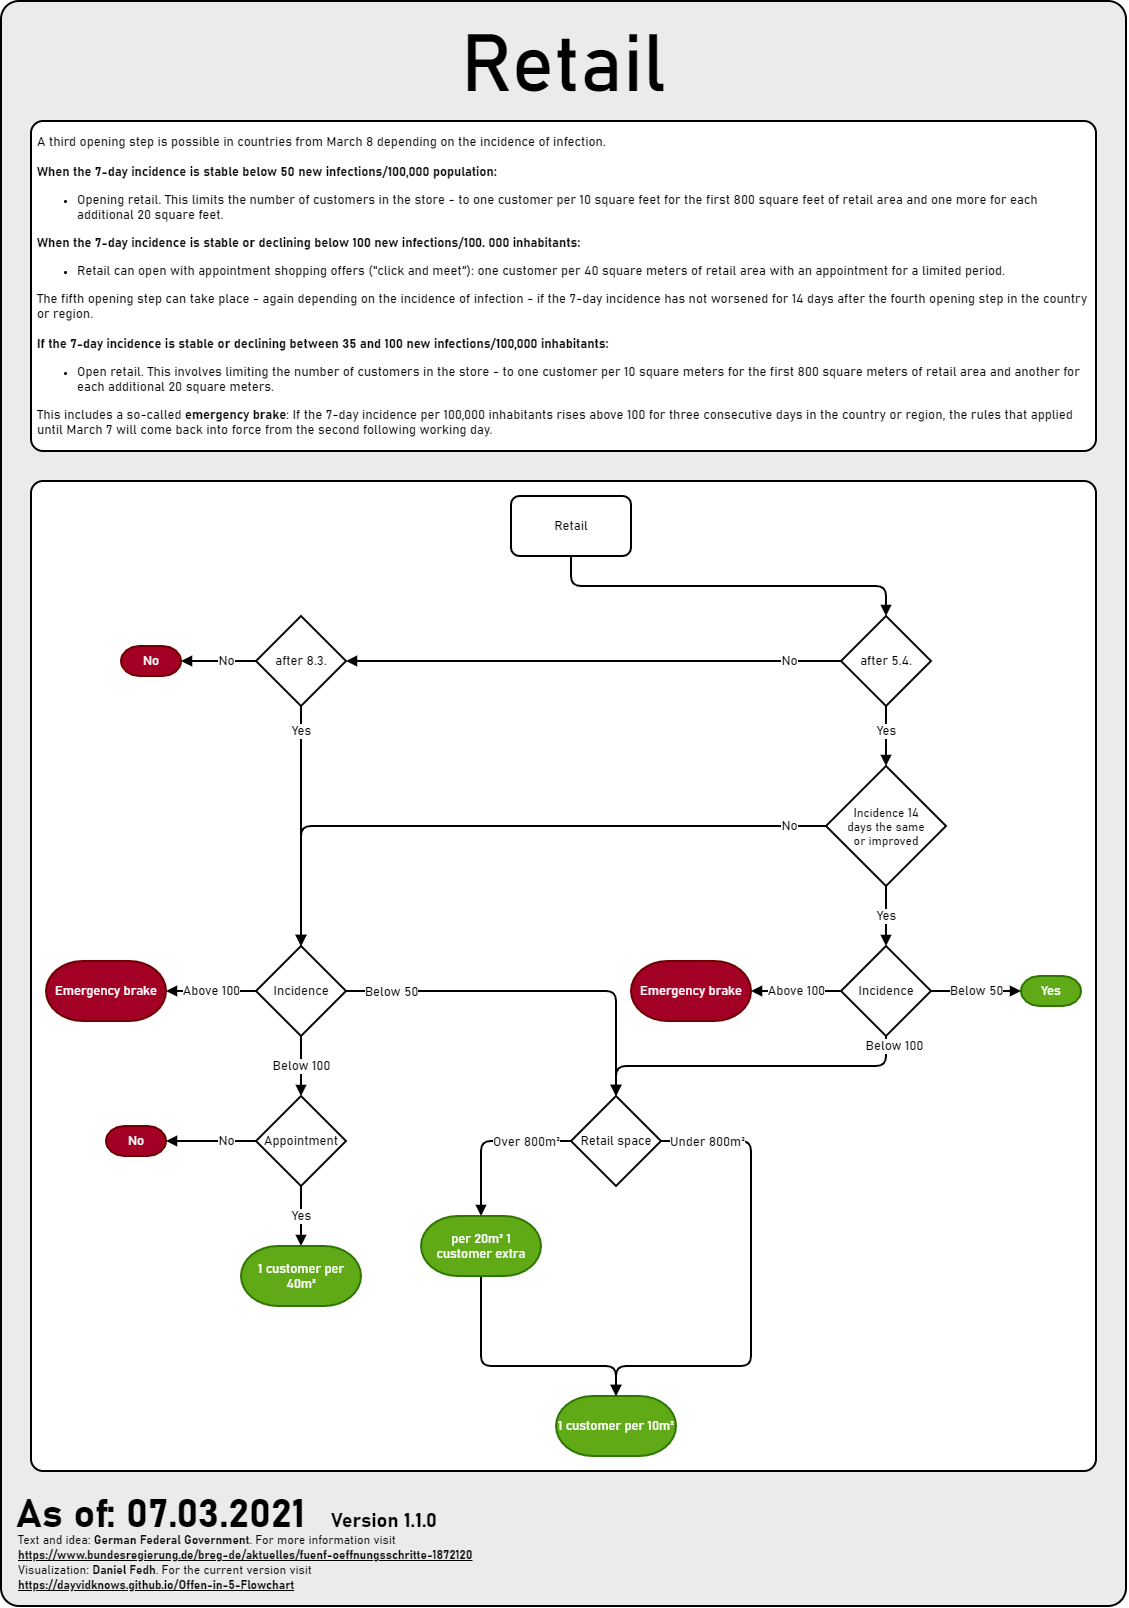 Retail
A third opening step is possible in countries from March 8 depending on the incidence of infection.
When the 7-day incidence is stable below 50 new infections/100,000 population:
• Opening retail. This limits the number of customers in the store - to one customer per 10 square feet for the first 800 square feet of retail area and one more for each
additional 20 square feet.
When the 7-day incidence is stable or declining below 100 new infections/100. 000 inhabitants:
• Retail can open with appointment shopping offers ("click and meet"): one customer per 40 square meters of retail area with an appointment for a limited period.
The fifth opening step can take place - again depending on the incidence of infection - if the 7-day incidence has not worsened for 14 days after the fourth opening step in the country
or region.
If the 7-day incidence is stable or declining between 35 and 100 new infections/100,000 inhabitants:
• Open retail. This involves limiting the number of customers in the store - to one customer per 10 square meters for the first 800 square meters of retail area and another for
each additional 20 square meters.
This includes a so-called emergency brake: If the 7-day incidence per 100,000 inhabitants rises above 100 for three consecutive days in the country or region, the rules that applied
until March 7 will come back into force from the second following working day.
Retail
No
No
after 8.3.
No
after 5.4.
Yes
Yes
No
Incidence 14
days the same
or improved
Yes
Emergency brake
Above 100
Incidence
Below 50
Emergency brake
Above 100
Incidence
Below 50
Yes
Below 100
Below 100
No
No
Appointment
Over 800m²
Retail space
Under 800m²
Yes
per 20m² 1
customer extra
1 customer per
40m²
1 customer per 10m²
As of: 07.03.2021 Version 1.1.0
Text and idea: German Federal Government. For more information visit
https://www.bundesregierung.de/breg-de/aktuelles/fuenf-oeffnungsschritte-1872120
Visualization: Daniel Fedh. For the current version visit
https://dayvidknows.github.io/Offen-in-5-Flowchart